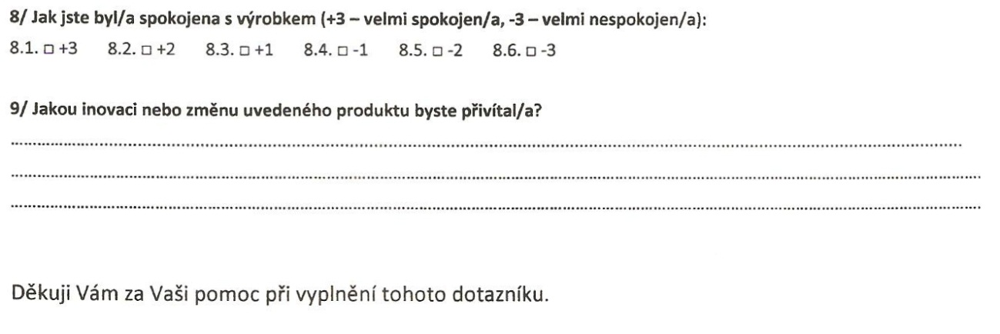 8/ Jak jste byl/a spokojena s výrobkem (+3 – velmi spokojen/a, -3 – velmi nespokojen/a):
8.1. □ +3 8.2. □ +2 8.3. □ +1 8.4. □ -1 8.5. □ -2 8.6. □ -3
9/ Jakou inovaci nebo změnu uvedeného produktu byste přivítal/a?
Děkuji Vám za Vaši pomoc při vyplnění tohoto dotazníku.